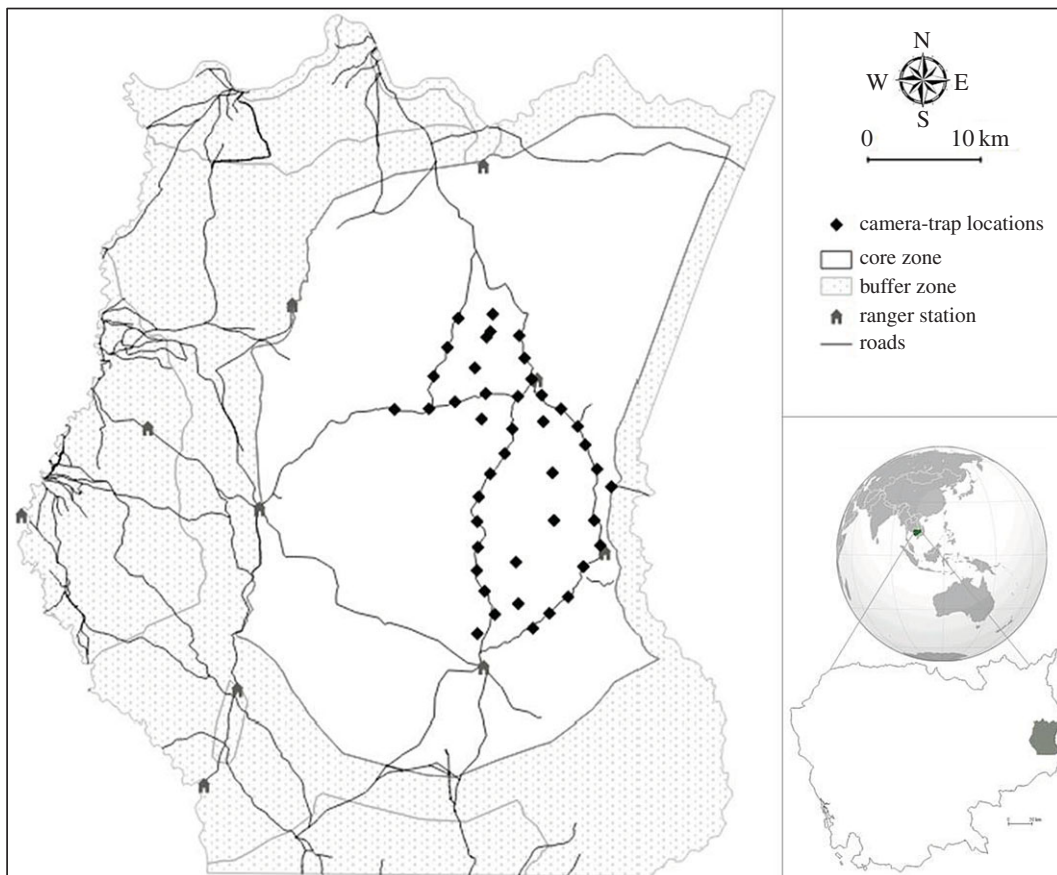 N
W E
S
0 10 km
camera-trap locations
core zone
buffer zone
ranger station
roads